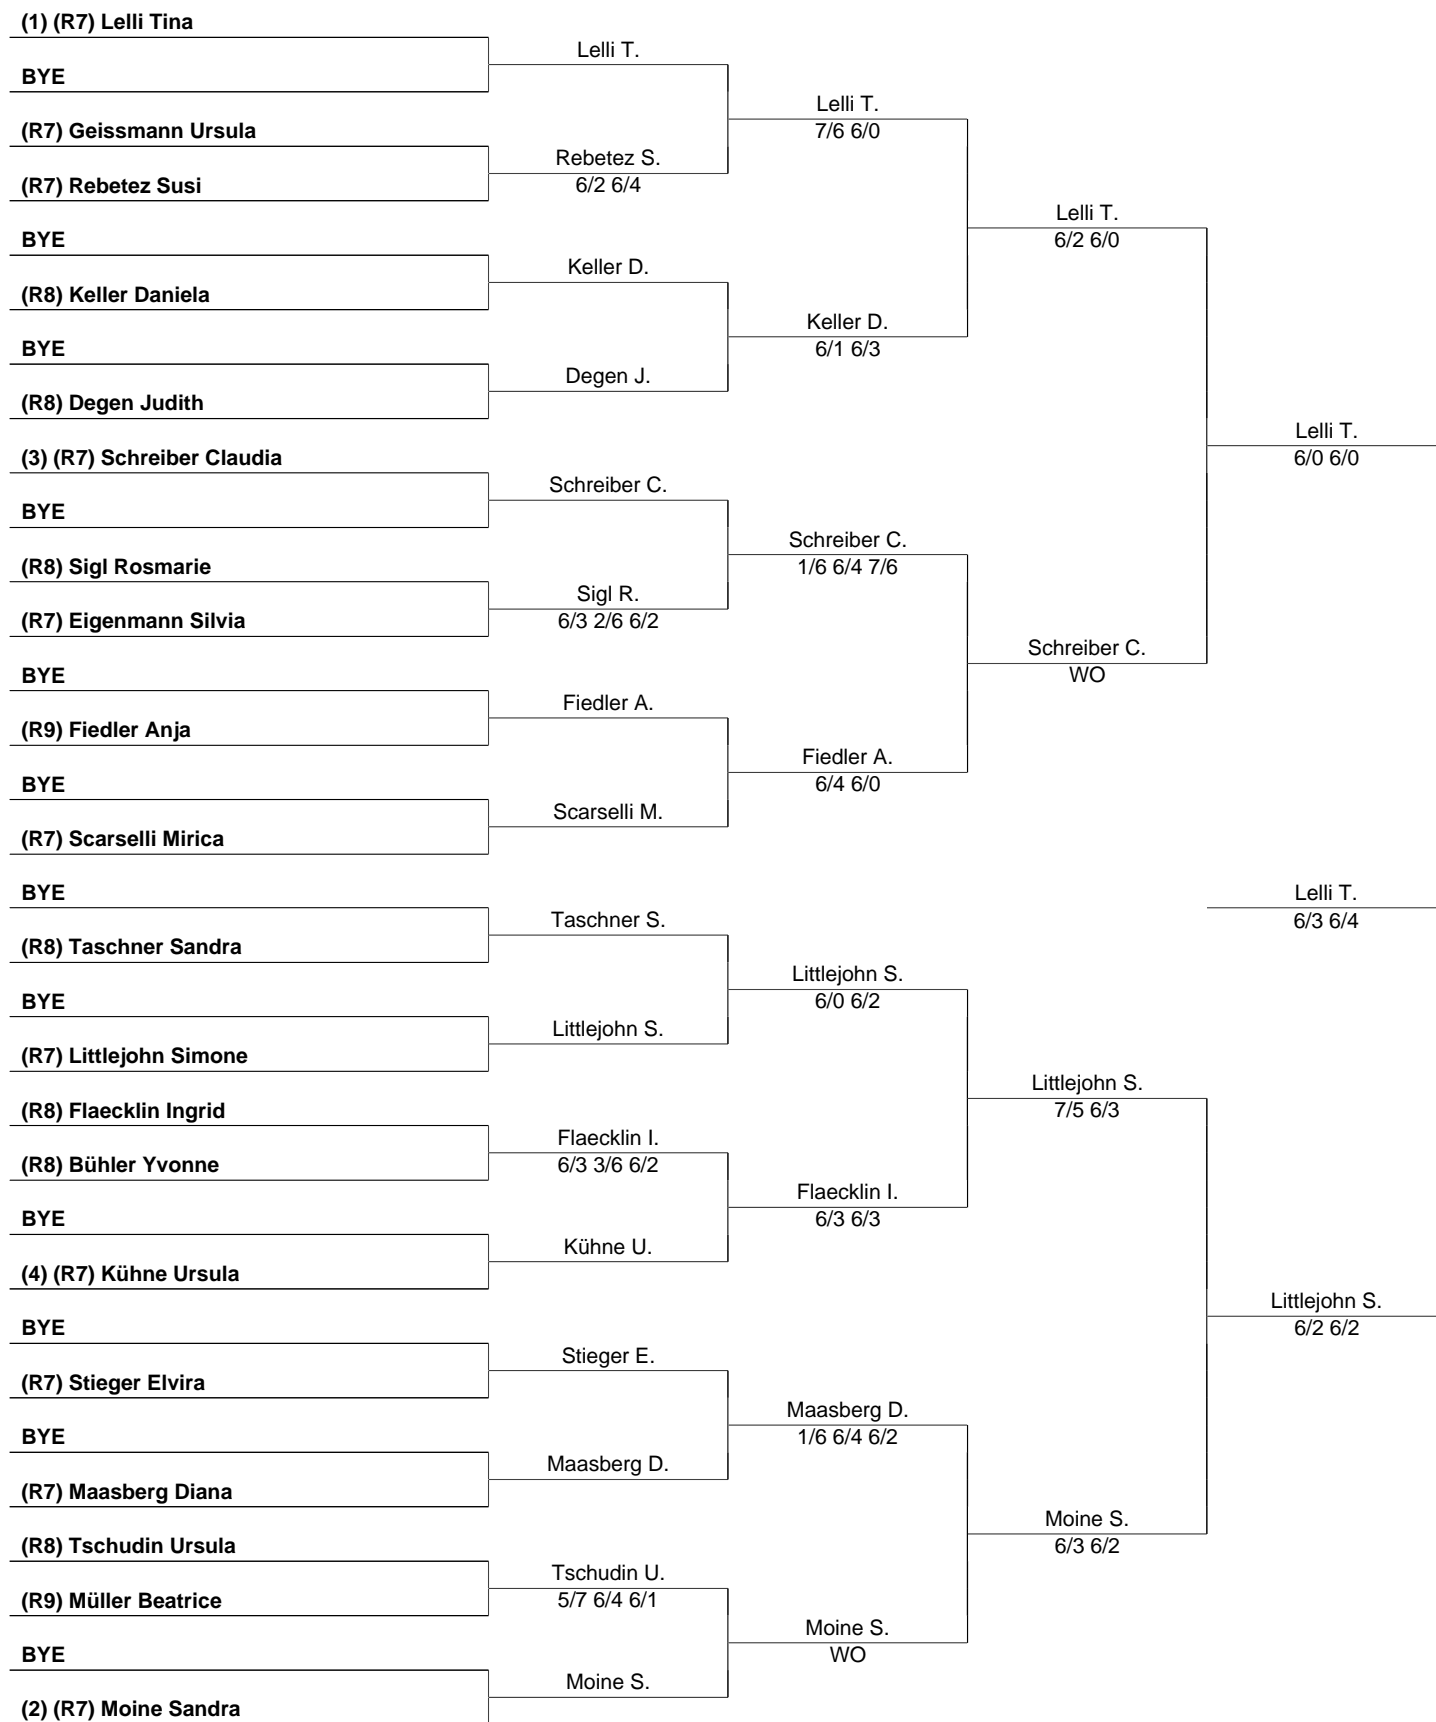 (1) (R7) Lelli Tina
BYE
(R7) Geissmann Ursula
(R7) Rebetez Susi
BYE
(R8) Keller Daniela
BYE
(R8) Degen Judith
(3) (R7) Schreiber Claudia
BYE
(R8) Sigl Rosmarie
(R7) Eigenmann Silvia
BYE
(R9) Fiedler Anja
BYE
(R7) Scarselli Mirica
BYE
(R8) Taschner Sandra
BYE
(R7) Littlejohn Simone
(R8) Flaecklin Ingrid
(R8) Bühler Yvonne
BYE
(4) (R7) Kühne Ursula
BYE
(R7) Stieger Elvira
BYE
(R7) Maasberg Diana
(R8) Tschudin Ursula
(R9) Müller Beatrice
BYE
(2) (R7) Moine Sandra
Lelli T.
Rebetez S.
6/2 6/4
Keller D.
Degen J.
Schreiber C.
Sigl R.
6/3 2/6 6/2
Fiedler A.
Scarselli M.
Taschner S.
Littlejohn S.
Flaecklin I.
6/3 3/6 6/2
Kühne U.
Stieger E.
Maasberg D.
Tschudin U.
5/7 6/4 6/1
Moine S.
Lelli T.
7/6 6/0
Keller D.
6/1 6/3
Schreiber C.
1/6 6/4 7/6
Fiedler A.
6/4 6/0
Littlejohn S.
6/0 6/2
Flaecklin I.
6/3 6/3
Maasberg D.
1/6 6/4 6/2
Moine S.
WO
Lelli T.
6/2 6/0
Schreiber C.
WO
Littlejohn S.
7/5 6/3
Moine S.
6/3 6/2
Lelli T.
6/0 6/0
Lelli T.
6/3 6/4
Littlejohn S.
6/2 6/2